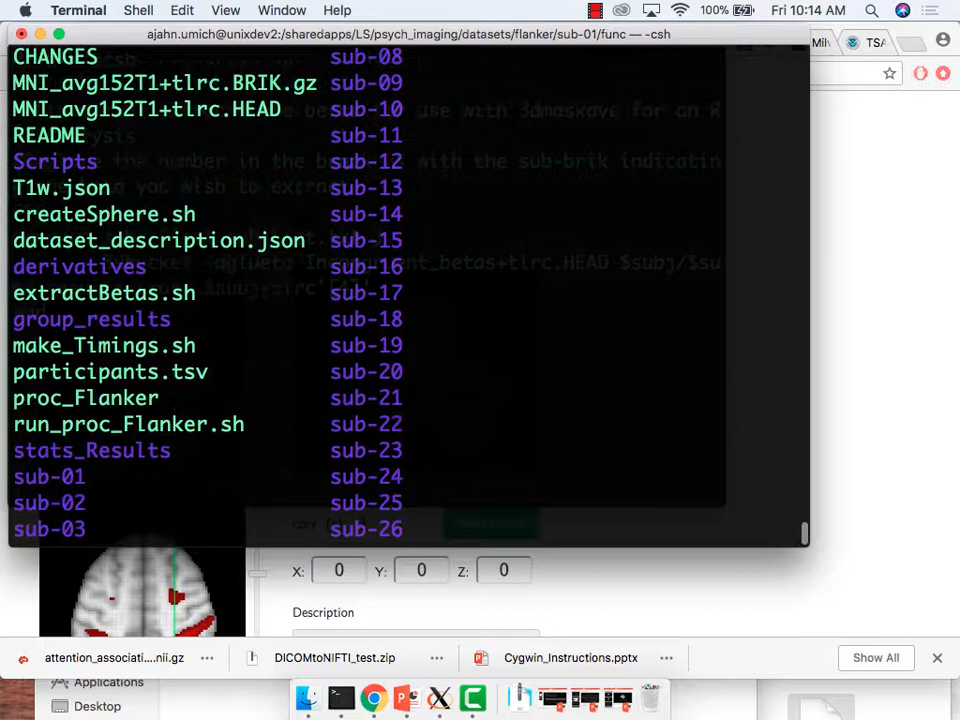 Terminal Shell Edit View Window Help 100% Fri 10:14 AM
ajahn.umich@unixdev2:/sharedapps/LS/psych_imaging/datasets/flanker/sub-01/func — -csh
TSA
CHANGES sub-08
MNI_avg152T1+tlrc.BRIK.gz sub-09
MNI_avg152T1+tlrc.HEAD sub-10
README sub-11
Scripts sub-12
T1w.json sub-13
createSphere.sh sub-14
dataset_description.json sub-15
derivatives sub-16
extractBetas.sh sub-17
group_results sub-18
make_Timings.sh sub-19
participants.tsv sub-20
proc_Flanker sub-21
run_proc_Flanker.sh sub-22
stats_Results sub-23
sub-01 sub-24
sub-02 sub-25
sub-03 sub-26
X: 0 Y: 0 Z: 0
Description
attention_associati....nii.gz DICOMtoNIFTI_test.zip Cygwin_Instructions.pptx Show All
Applications
Desktop